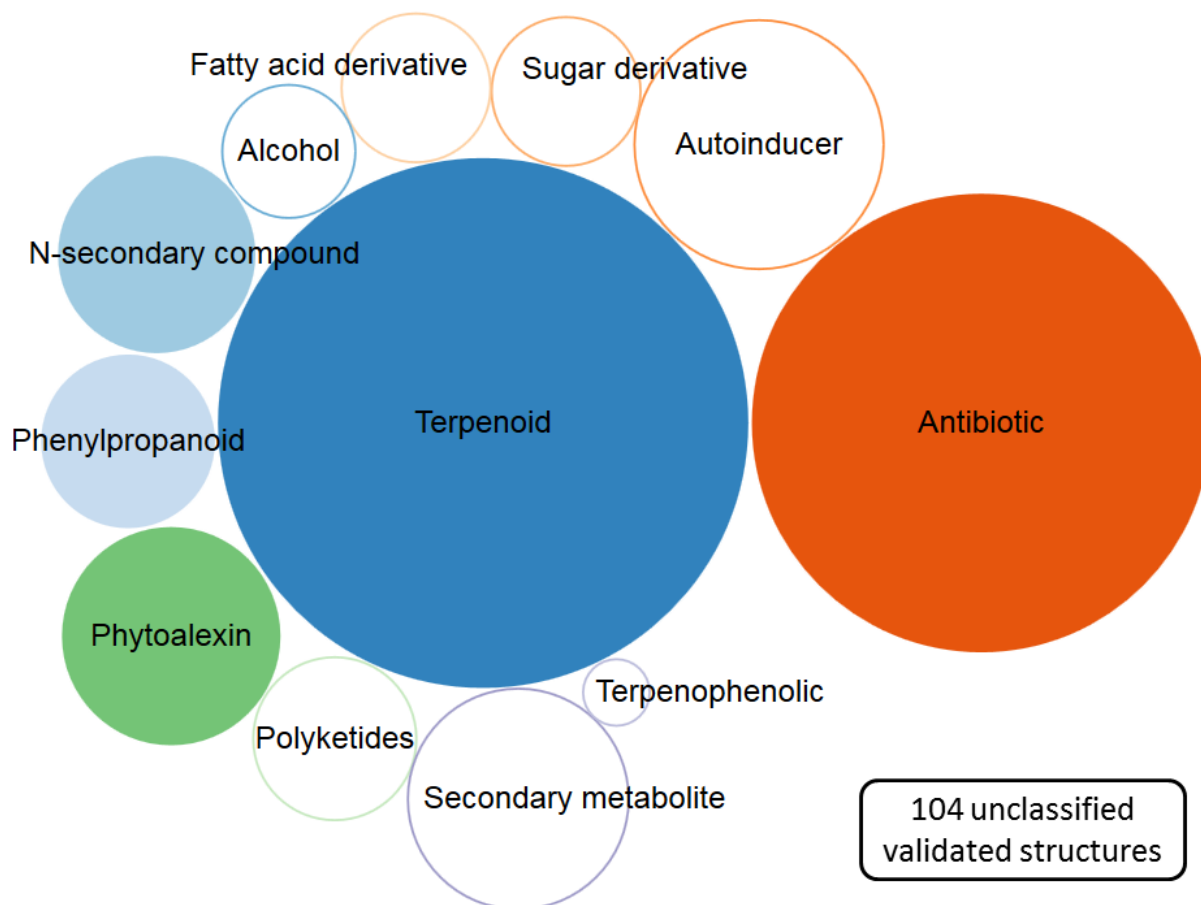 Fatty acid derivative
Sugar derivative
Alcohol
Autoinducer
N-secondary compound
Terpenoid
Antibiotic
Phenylpropanoid
Phytoalexin
Terpenophenolic
Polyketides
Secondary metabolite
104 unclassified
validated structures